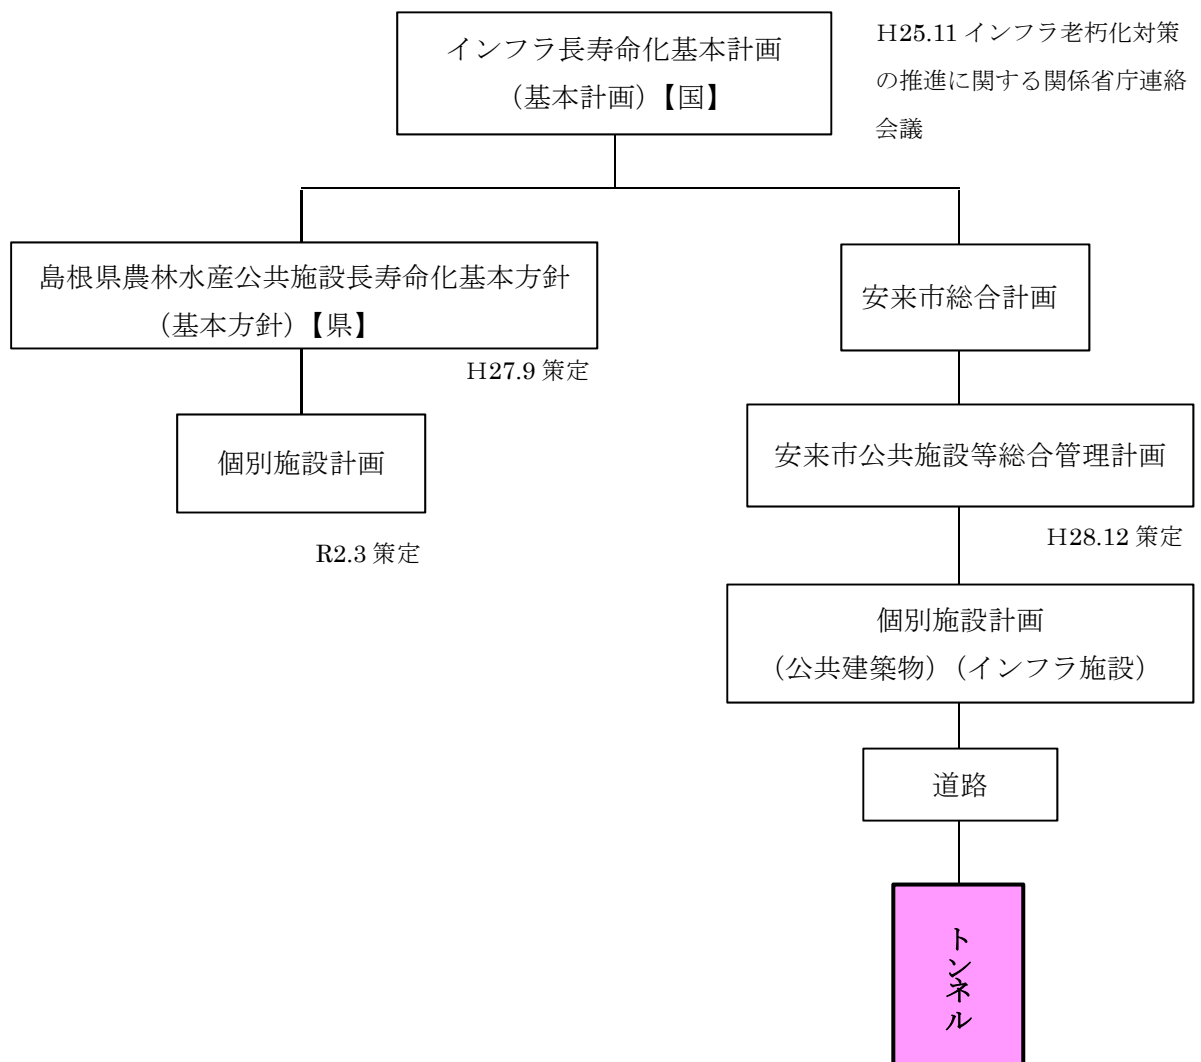 インフラ長寿命化基本計画
（基本計画）【国】
H25.11 インフラ老朽化対策
の推進に関する関係省庁連絡
会議
島根県農林水産公共施設長寿命化基本方針
（基本方針）【県】
H27.9 策定
個別施設計画
R2.3 策定
安来市総合計画
安来市公共施設等総合管理計画
H28.12 策定
個別施設計画
（公共建築物）（インフラ施設）
道路
トンネル